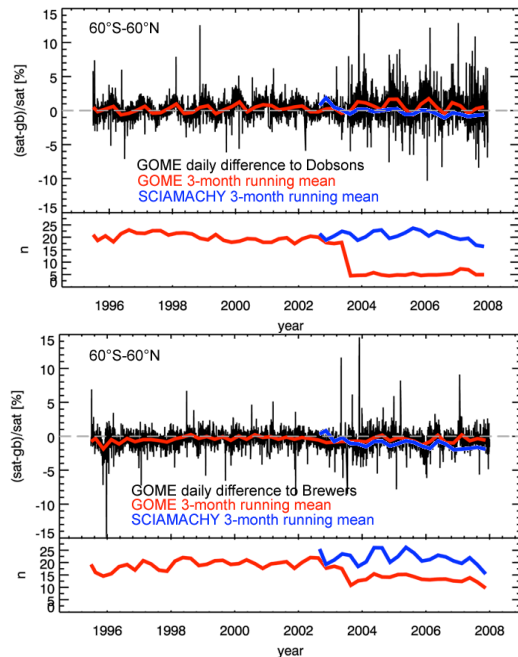 60°S-60°N
(sat-gb)/sat [%]
15
10
5
0
-5
-10
-15
GOME daily difference to Dobsons
GOME 3-month running mean
SCIAMACHY 3-month running mean
n
25
20
15
10
5
0
1996 1998 2000 2002 2004 2006 2008
year
60°S-60°N
(sat-gb)/sat [%]
15
10
5
0
-5
-10
-15
GOME daily difference to Brewers
GOME 3-month running mean
SCIAMACHY 3-month running mean
n
25
20
15
10
5
0
1996 1998 2000 2002 2004 2006 2008
year